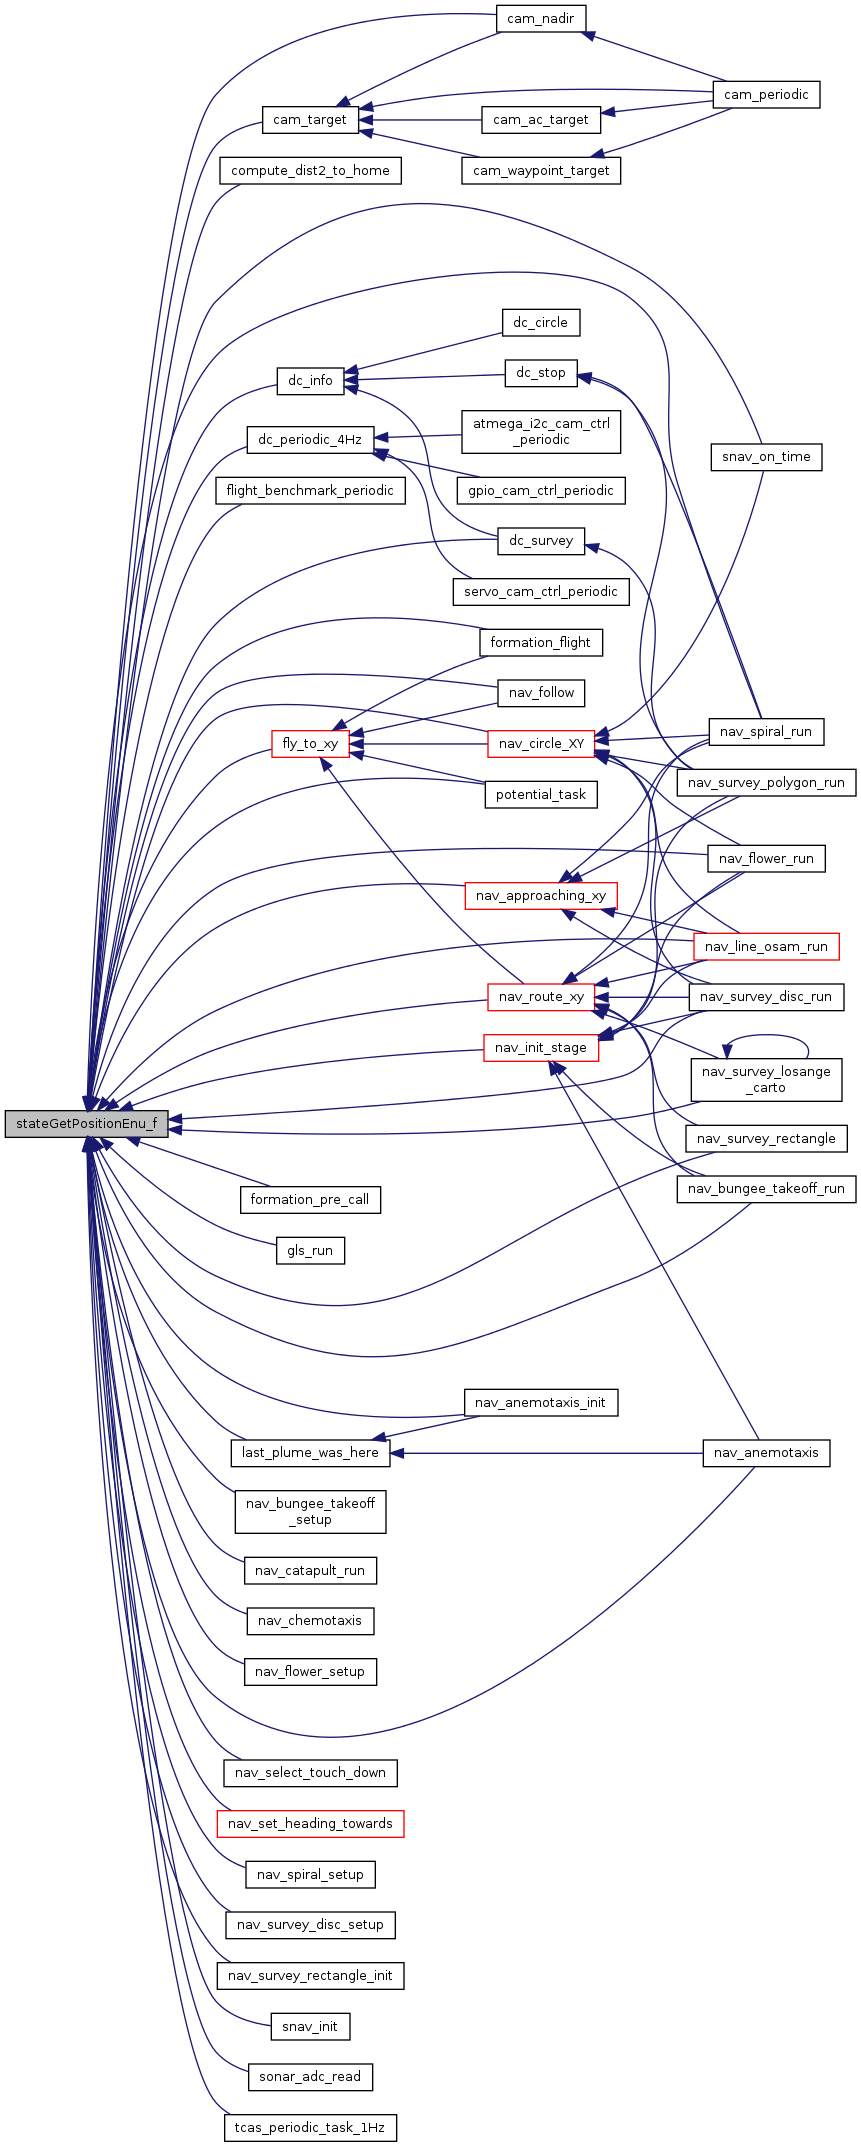 cam_nadir
cam_periodic
cam_target
cam_ac_target
compute_dist2_to_home
cam_waypoint_target
dc_circle
dc_info
dc_stop
atmega_i2c_cam_ctrl
_periodic
dc_periodic_4Hz
snav_on_time
flight_benchmark_periodic
gpio_cam_ctrl_periodic
dc_survey
servo_cam_ctrl_periodic
formation_flight
nav_follow
nav_spiral_run
fly_to_xy
nav_circle_XY
nav_survey_polygon_run
potential_task
nav_flower_run
nav_approaching_xy
nav_line_osam_run
nav_route_xy
nav_survey_disc_run
nav_init_stage
nav_survey_losange
_carto
stateGetPositionEnu_f
nav_survey_rectangle
nav_bungee_takeoff_run
formation_pre_call
gls_run
nav_anemotaxis_init
last_plume_was_here
nav_anemotaxis
nav_bungee_takeoff
_setup
nav_catapult_run
nav_chemotaxis
nav_flower_setup
nav_select_touch_down
nav_set_heading_towards
nav_spiral_setup
nav_survey_disc_setup
nav_survey_rectangle_init
snav_init
sonar_adc_read
tcas_periodic_task_1Hz